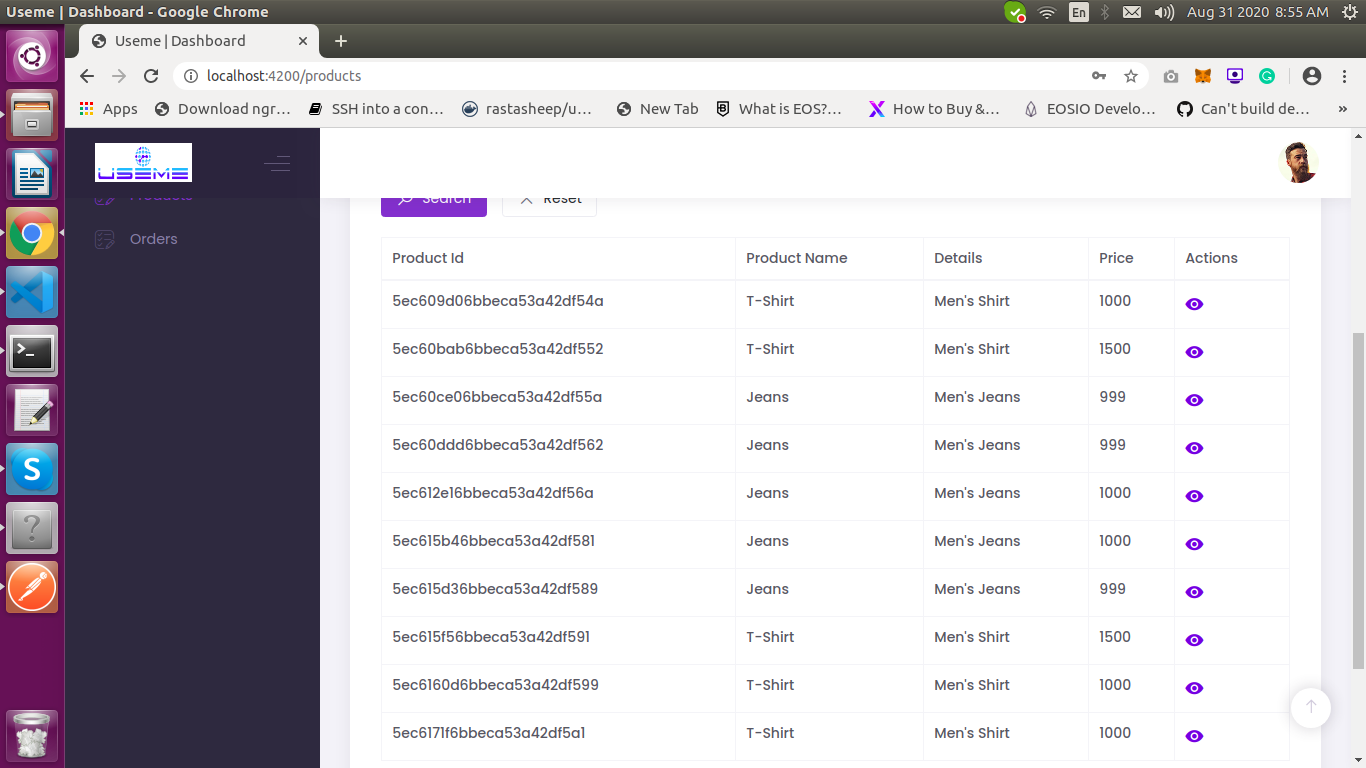 Useme | Dashboard - Google Chrome
En
Aug 31 2020 8:55 AM
Useme | Dashboard
localhost:4200/products
Apps
Download ngr...
SSH into a con...
rastasheep/u...
New Tab
What is EOS?...
How to Buy &...
EOSIO Develo...
Can't build de...
»
USEME
Products
Orders
Search
Reset
Product Id Product Name Details Price Actions
5ec609d06bbeca53a42df54a T-Shirt Men's Shirt 1000
5ec60bab6bbeca53a42df552 T-Shirt Men's Shirt 1500
5ec60ce06bbeca53a42df55a Jeans Men's Jeans 999
5ec60ddd6bbeca53a42df562 Jeans Men's Jeans 999
5ec612e16bbeca53a42df56a Jeans Men's Jeans 1000
5ec615b46bbeca53a42df581 Jeans Men's Jeans 1000
5ec615d36bbeca53a42df589 Jeans Men's Jeans 999
5ec615f56bbeca53a42df591 T-Shirt Men's Shirt 1500
5ec6160d6bbeca53a42df599 T-Shirt Men's Shirt 1000
5ec6171f6bbeca53a42df5a1 T-Shirt Men's Shirt 1000